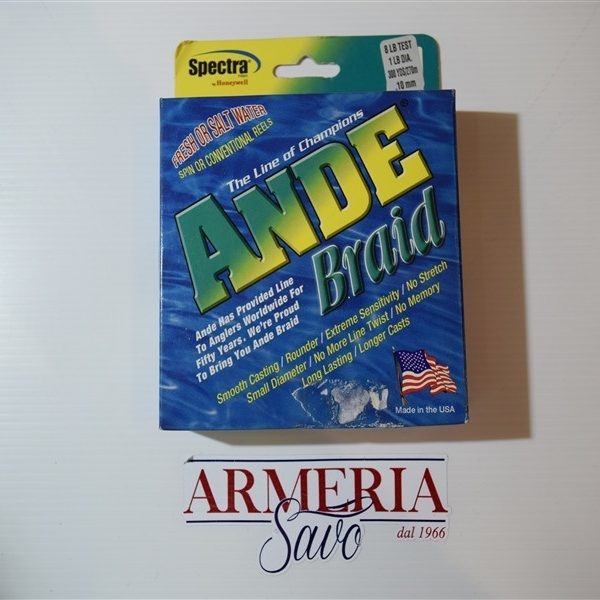 Spectra
FIBER
by Honeywell
8 LB TEST
1 LB DIA.
300 YDS/270m
.10 mm
FRESH OR SALT WATER
SPIN OR CONVENTIONAL REELS
The Line of Champions
ANDE®
Braid
Ande Has Provided Line
To Anglers Worldwide For
Fifty Years. We're Proud
To Bring You Ande Braid
Smooth Casting / Rounder / Extreme Sensitivity / No Stretch
Small Diameter / No More Line Twist / No Memory
Long Lasting / Longer Casts
Made in the USA
ARMERIA
Savo
dal 1966